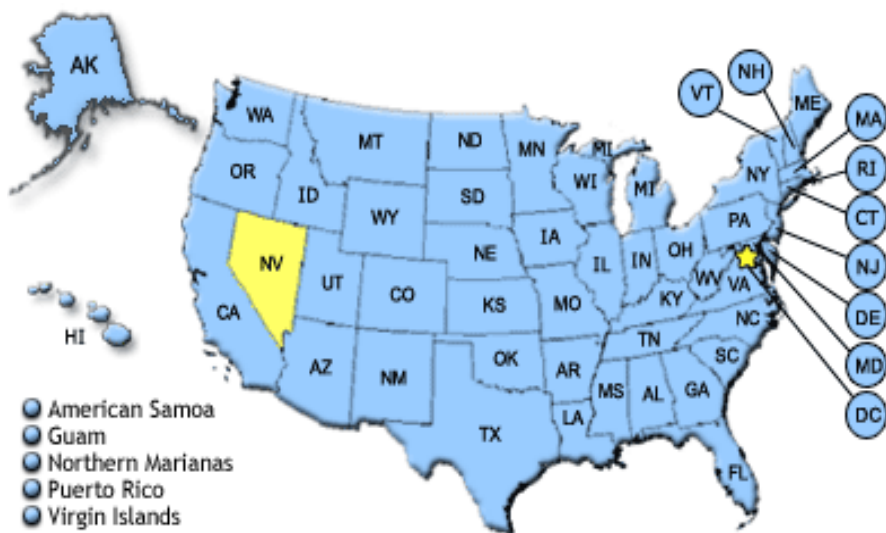 AK
NH
VT
ME
WA
MT
ND
MN
MI
MA
OR
ID
SD
WI
MI
NY
RI
WY
CT
PA
NV
NE
IA
IL
IN
OH
NJ
UT
CO
WV
VA
CA
KS
MO
KY
DE
HI
NC
TN
AZ
NM
OK
AR
SC
MD
MS
AL
GA
DC
American Samoa
TX
LA
Guam
Northern Marianas
FL
Puerto Rico
Virgin Islands